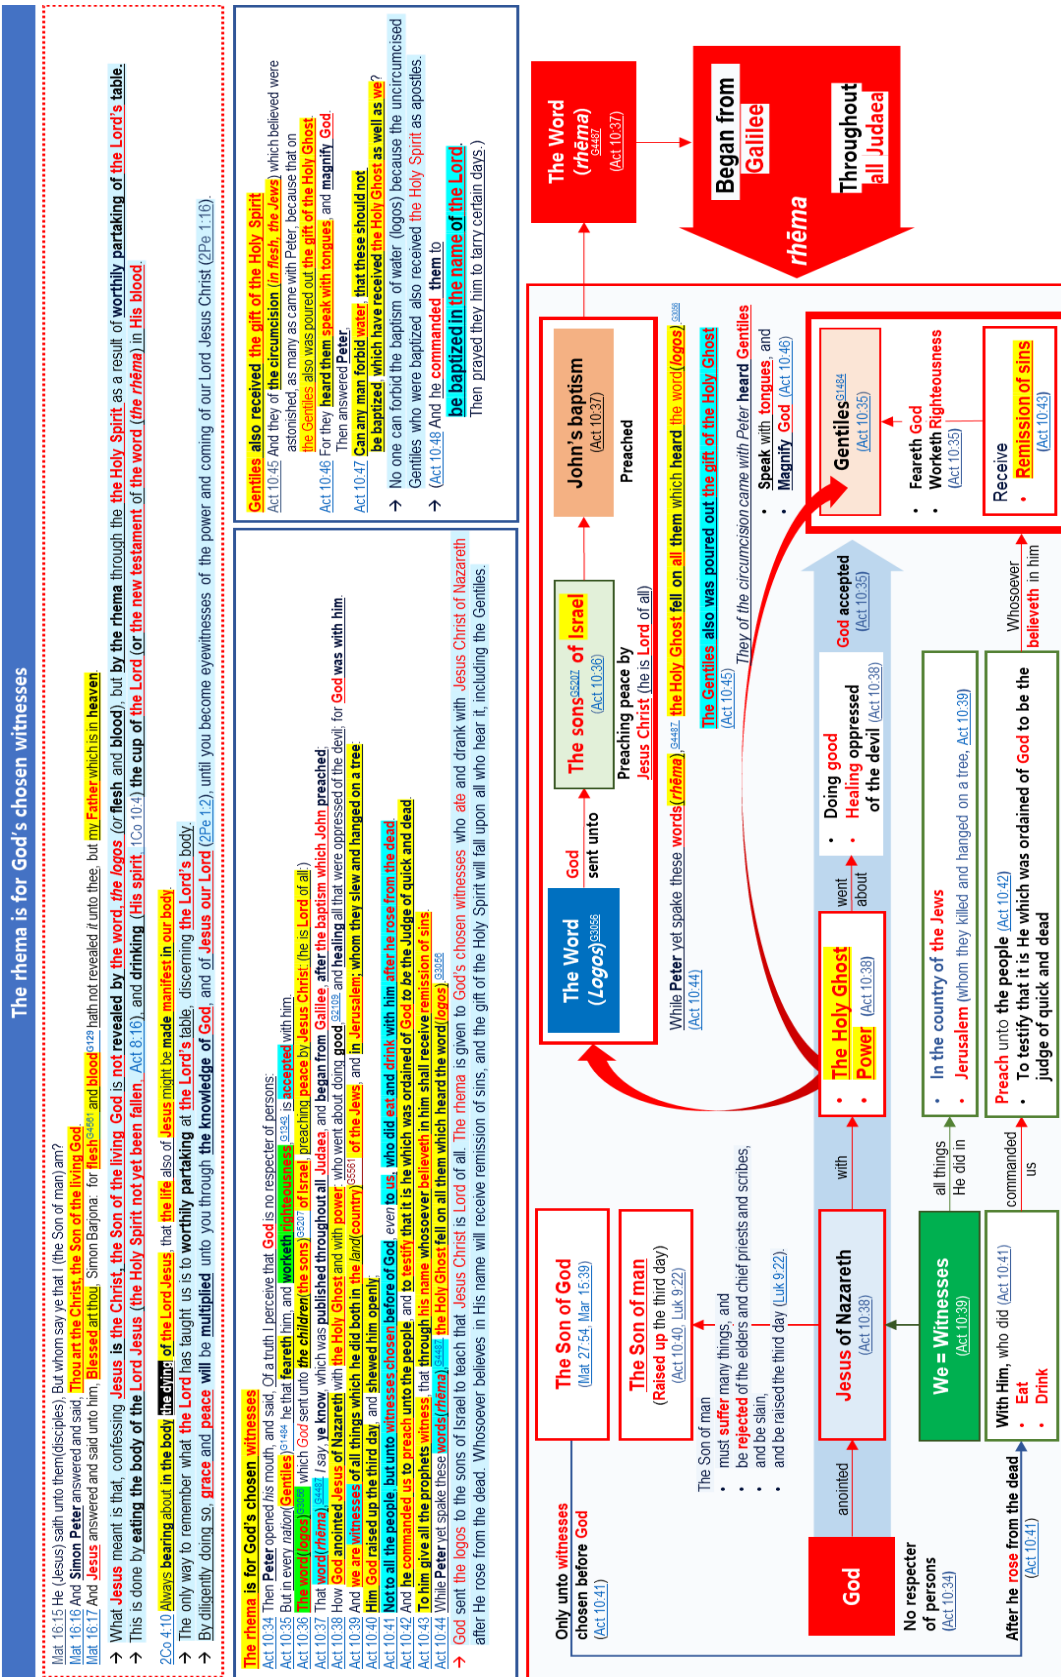 The rhema is for God's chosen witnesses
Mat 16:15 He (Jesus) saith unto them(disciples), But whom say ye that I (the Son of man) am?
Mat 16:16 And Simon Peter answered and said, Thou art the Christ, the Son of the living God.
Mat 16:17 And Jesus answered and said unto him, Blessed art thou, Simon Barjona: for flesh G4561 and blood G129 hath not revealed it unto thee, but my Father which is in heaven.
→ What Jesus meant is that, confessing Jesus is the Christ, the Son of the living God is not revealed by the word, the logos (or flesh and blood), but by the rhema through the the Holy Spirit as a result of worthily partaking of the Lord's table.
→ This is done by eating the body of the Lord Jesus (the Holy Spirit not yet been fallen, Act 8:16), and drinking (His spirit, 1Co 10:4) the cup of the Lord (or the new testament of the word (the rhēma) in His blood.
2Co 4:10 Always bearing about in the body the dying of the Lord Jesus, that the life also of Jesus might be made manifest in our body.
→ The only way to remember what the Lord has taught us is to worthily partaking at the Lord's table, discerning the Lord's body.
→ By diligently doing so, grace and peace will be multiplied unto you through the knowledge of God, and of Jesus our Lord (2Pe 1:2), until you become eyewitnesses of the power and coming of our Lord Jesus Christ (2Pe 1:16).
The rhema is for God's chosen witnesses
Act 10:34 Then Peter opened his mouth, and said, Of a truth I perceive that God is no respecter of persons:
Act 10:35 But in every nation(Gentiles) G1484 he that feareth him, and worketh righteousness, G1343 is accepted with him.
Act 10:36 The word(logos) G3056 which God sent unto the children(the sons) G5207 of Israel, preaching peace by Jesus Christ: (he is Lord of all:)
Act 10:37 That word(rhēma), G4487 I say, ye know, which was published throughout all Judaea, and began from Galilee, after the baptism which John preached;
Act 10:38 How God anointed Jesus of Nazareth with the Holy Ghost and with power: who went about doing good, G2109 and healing all that were oppressed of the devil; for God was with him.
Act 10:39 And we are witnesses of all things which he did both in the land(country) G5561 of the Jews, and in Jerusalem; whom they slew and hanged on a tree:
Act 10:40 Him God raised up the third day, and shewed him openly;
Act 10:41 Not to all the people, but unto witnesses chosen before of God, even to us, who did eat and drink with him after he rose from the dead.
Act 10:42 And he commanded us to preach unto the people, and to testify that it is he which was ordained of God to be the Judge of quick and dead.
Act 10:43 To him give all the prophets witness, that through his name whosoever believeth in him shall receive remission of sins.
Act 10:44 While Peter yet spake these words(rhēma), G4487 the Holy Ghost fell on all them which heard the word(logos). G3056
→ God sent the logos to the sons of Israel to teach that Jesus Christ is Lord of all. The rhema is given to God's chosen witnesses who ate and drank with Jesus Christ of Nazareth
after He rose from the dead. Whosoever believes in His name will receive remission of sins, and the gift of the Holy Spirit will fall upon all who hear it, including the Gentiles.
Gentiles also received the gift of the Holy Spirit
Act 10:45 And they of the circumcision (in flesh, the Jews) which believed were
astonished, as many as came with Peter, because that on
the Gentiles also was poured out the gift of the Holy Ghost.
Act 10:46 For they heard them speak with tongues, and magnify God.
Then answered Peter,
Act 10:47 Can any man forbid water, that these should not
be baptized, which have received the Holy Ghost as well as we?
→ No one can forbid the baptism of water (logos) because the uncircumcised
Gentiles who were baptized also received the Holy Spirit as apostles.
→ (Act 10:48 And he commanded them to
be baptized in the name of the Lord.
Then prayed they him to tarry certain days.)
Only unto witnesses
chosen before God
(Act 10:41)
The Son of God
(Mat 27:54, Mar 15:39)
The Son of man
(Raised up the third day)
(Act 10:40, Luk 9:22)
The Son of man
• must suffer many things, and
• be rejected of the elders and chief priests and scribes,
• and be slain,
• and be raised the third day (Luk 9:22).
The Word
(Logos) G3056
God
sent unto
The sons G5207 of Israel
(Act 10:36)
Preaching peace by
Jesus Christ (he is Lord of all)
John's baptism
(Act 10:37)
Preached
The Word
(rhēma)
G4487
(Act 10:37)
Began from
Galilee
Throughout
all Judaea
rhēma
While Peter yet spake these words(rhēma), G4487 the Holy Ghost fell on all them which heard the word(logos). G3056
(Act 10:44)
The Gentiles also was poured out the gift of the Holy Ghost
(Act 10:45)
They of the circumcision came with Peter heard Gentiles
• Speak with tongues, and
• Magnify God (Act 10:46)
God
anointed
Jesus of Nazareth
(Act 10:38)
with
• The Holy Ghost
• Power (Act 10:38)
went
about
• Doing good
• Healing oppressed
of the devil (Act 10:38)
God accepted
(Act 10:35)
Gentiles G1484
(Act 10:35)
• Feareth God
• Worketh Righteousness
(Act 10:35)
Receive
• Remission of sins
(Act 10:43)
No respecter
of persons
(Act 10:34)
We = Witnesses
(Act 10:39)
all things
He did in
• In the country of the Jews
• Jerusalem (whom they killed and hanged on a tree, Act 10:39)
After he rose from the dead
(Act 10:41)
With Him, who did (Act 10:41)
• Eat
• Drink
commanded
us
Preach unto the people (Act 10:42)
• To testify that it is He which was ordained of God to be the
judge of quick and dead
Whosoever
believeth in him